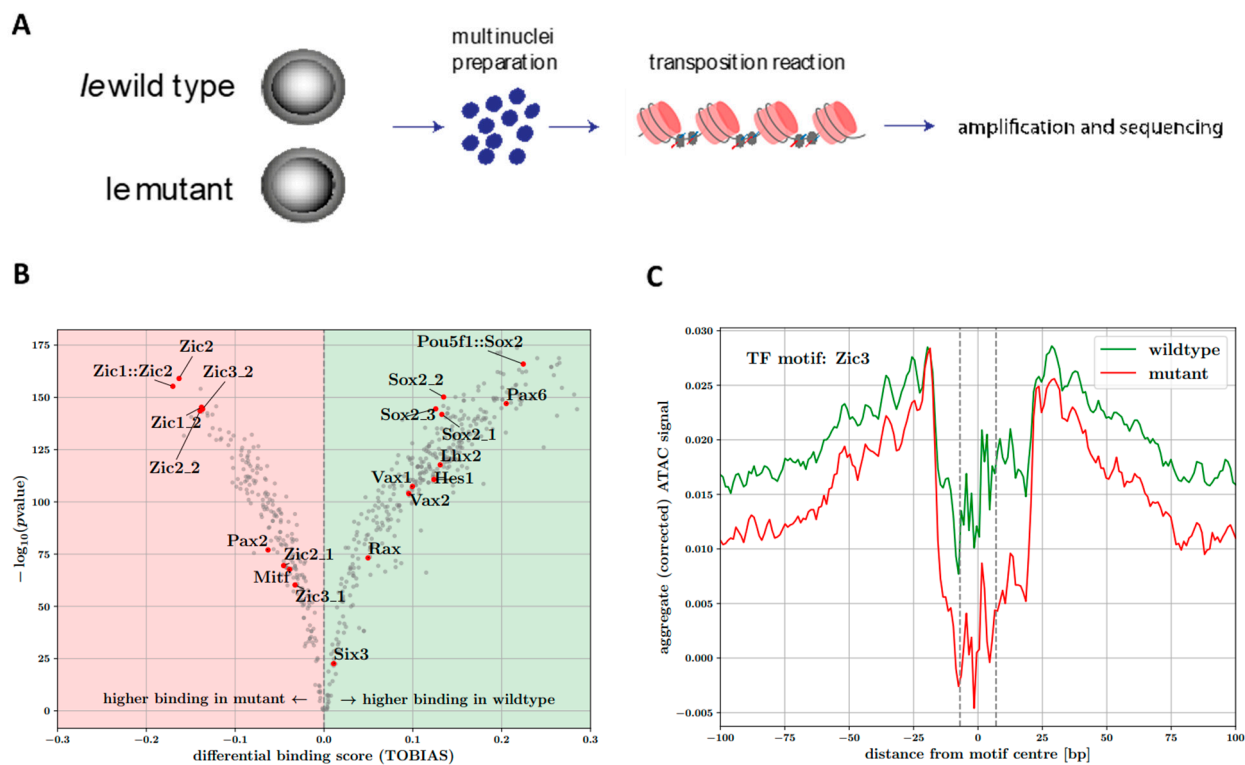 A
le wild type
le mutant
multinuclei
preparation
transposition reaction
amplification and sequencing
B
175
150
125
100
75
50
25
0
−0.3
−0.2
−0.1
0.0
0.1
0.2
0.3
− log10(pvalue)
differential binding score (TOBIAS)
Zic2
Zic1::Zic2
Zic3_2
Zic1_2
Zic2_2
Pax2
Zic2_1
Mitf
Zic3_1
Pou5f1::Sox2
Sox2_2
Pax6
Sox2_3
Sox2_1
Lhx2
Vax1
Hes1
Vax2
Rax
Six3
higher binding in mutant ←
→ higher binding in wildtype
C
0.030
0.025
0.020
0.015
0.010
0.005
0.000
−0.005
−100
−75
−50
−25
0
25
50
75
100
aggregate (corrected) ATAC signal
distance from motif centre [bp]
TF motif: Zic3
wildtype
mutant